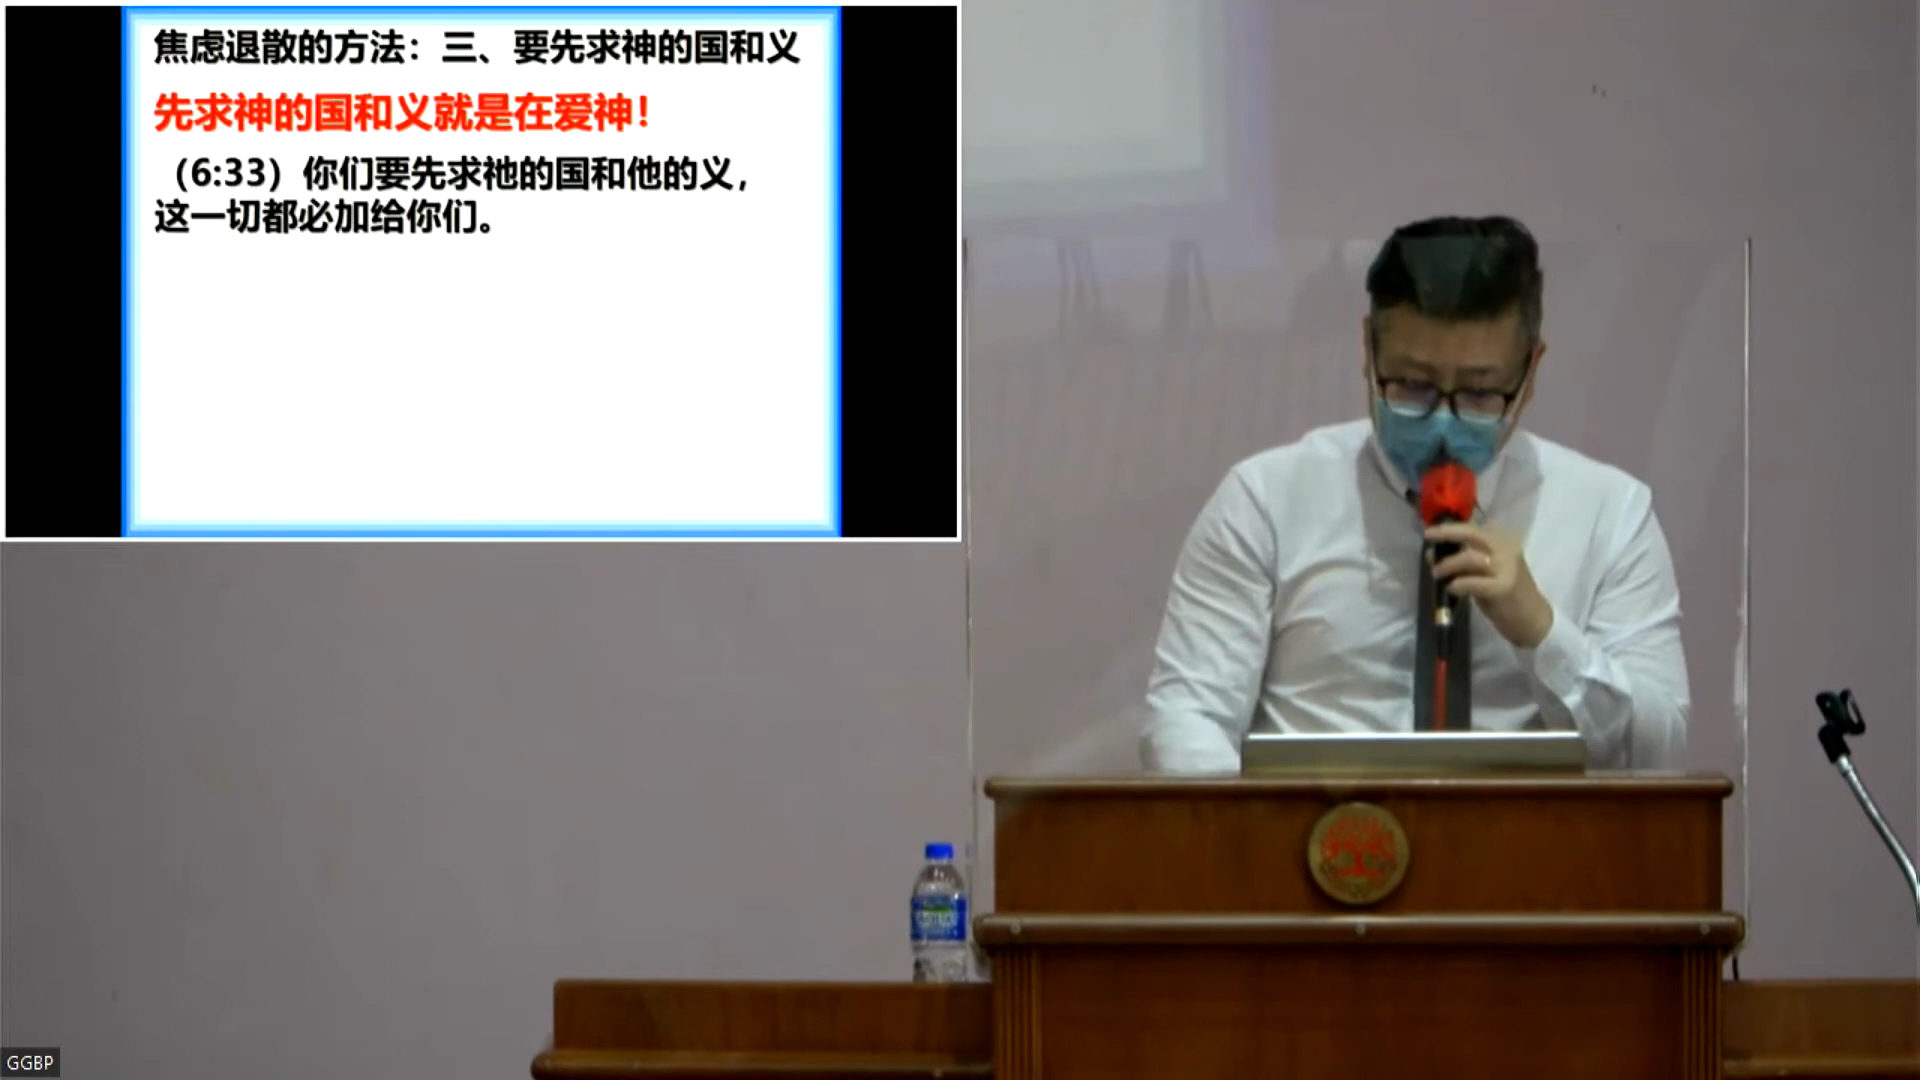 焦虑退散的方法：三、要先求神的国和义
先求神的国和义就是在爱神！
（6:33）你们要先求祂的国和他的义，
这一切都必加给你们。
GGBP